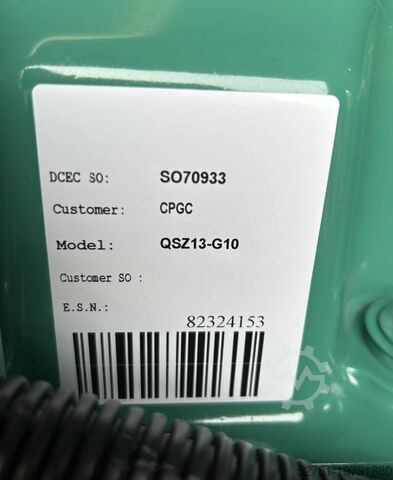 DCEC SO: SO70933
Customer: CPGC
Model: QSZ13-G10
Customer SO :
E.S.N.:
82324153